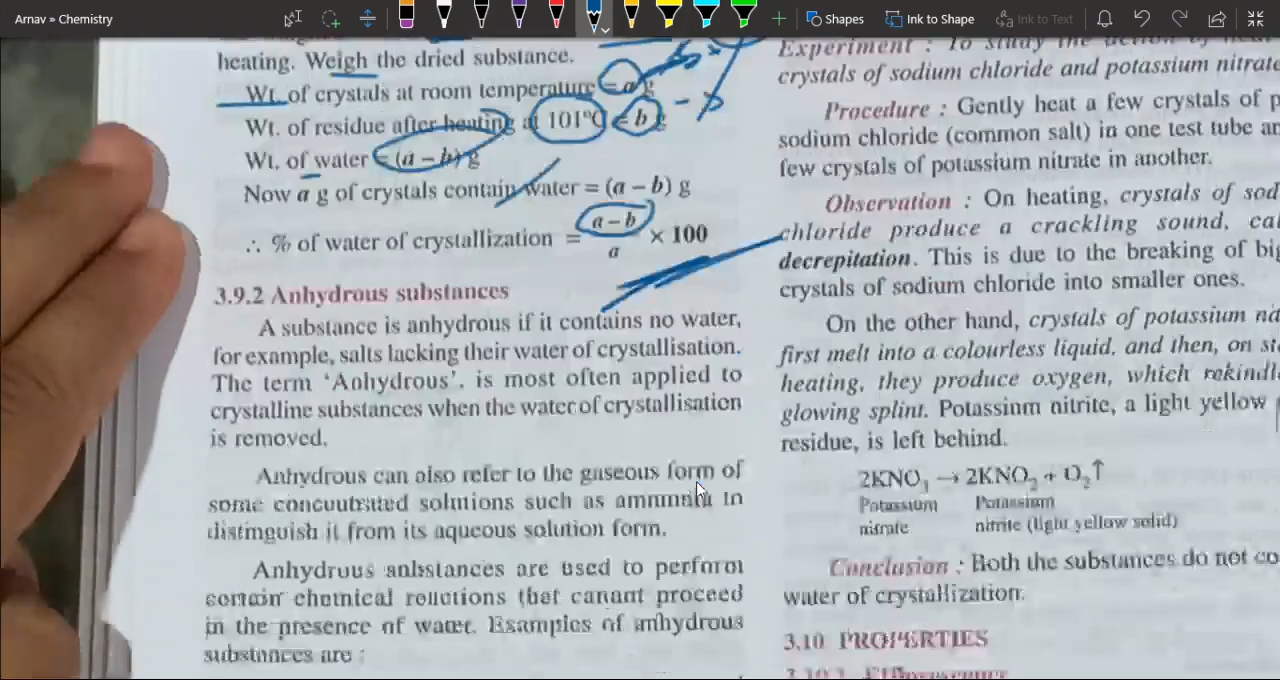 Arnav » Chemistry
Shapes
Ink to Shape
Ink to Text
heating. Weigh the dried substance.
Wt. of crystals at room temperature = a g
Wt. of residue after heating at 101°C = b g
Wt. of water = (a – b) g
Now a g of crystals contain water = (a – b) g
∴ % of water of crystallization = a – b / a × 100
3.9.2 Anhydrous substances
A substance is anhydrous if it contains no water,
for example, salts lacking their water of crystallisation.
The term ‘Anhydrous’, is most often applied to
crystalline substances when the water of crystallisation
is removed.
Anhydrous can also refer to the gaseous form of
some solutions such as
distinguish it from its aqueous solution form.
Anhydrous are used to perform
chemical that proceed
in the presence of water. Examples of anhydrous
substances are :
Experiment : To study the action of heat
crystals of sodium chloride and potassium nitrate
Procedure : Gently heat a few crystals of
sodium chloride (common salt) in one test tube
few crystals of potassium nitrate in another.
Observation : On heating, crystals of
chloride produce a crackling sound,
decrepitation. This is due to the breaking of
crystals of sodium chloride into smaller ones.
On the other hand, crystals of potassium
first melt into a colourless liquid, and then, on
heating, they produce oxygen, which
glowing splint. Potassium nitrite, a light yellow
residue, is left behind.
2KNO3 → 2KNO2 + O2↑
Potassium Potassium
nitrate nitrite (light yellow solid)
Conclusion : Both the substances do not
water of crystallization.
3.10 PROPERTIES